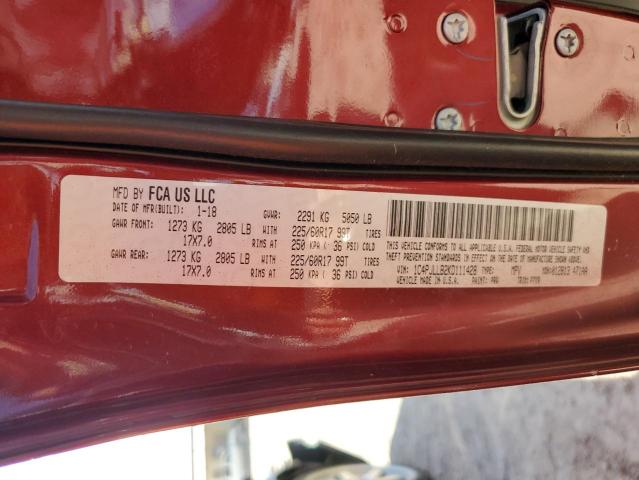 MFD BY FCA US LLC
DATE OF MFR(BUILT): 1-18 GVWR: 2291 KG 5050 LB
GAWR FRONT: 1273 KG 2805 LB WITH 225/60R17 99T TIRES
17X7.0 RIMS AT 250 KPA ( 36 PSI) COLD
GAWR REAR: 1273 KG 2805 LB WITH 225/60R17 99T TIRES
17X7.0 RIMS AT 250 KPA ( 36 PSI) COLD
THIS VEHICLE CONFORMS TO ALL APPLICABLE U.S.A. FEDERAL MOTOR VEHICLE SAFETY AND
THEFT PREVENTION STANDARDS IN EFFECT ON THE DATE OF MANUFACTURE SHOWN ABOVE.
VIN: 1C4PJLLB2KD111428 TYPE: MPV
VEHICLE MADE IN U.S.A. PAINT: PRV TRIM: